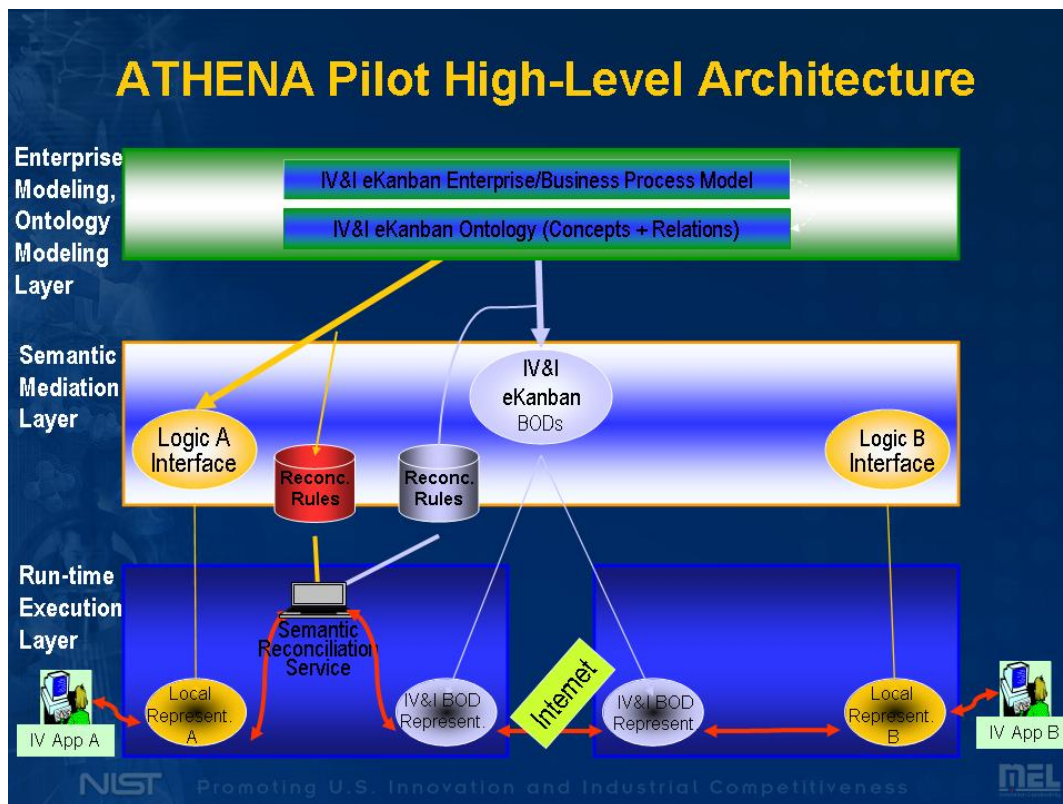 ATHENA Pilot High-Level Architecture
Enterprise
Modeling,
Ontology
Modeling
Layer
IV&I eKanban Enterprise/Business Process Model
IV&I eKanban Ontology (Concepts + Relations)
Semantic
Mediation
Layer
IV&I
eKanban
BODs
Logic A
Interface
Reconc.
Rules
Reconc.
Rules
Logic B
Interface
Run-time
Execution
Layer
Semantic
Reconciliation
Service
Internet
Local
Represent.
A
IV&I BOD
Represent.
IV&I BOD
Represent.
Local
Represent.
B
IV App A
IV App B
NIST Promoting U.S. Innovation and Industrial Competitiveness MEL